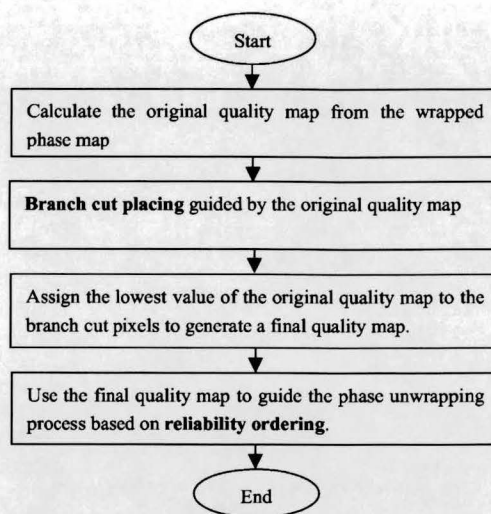 Start
Calculate the original quality map from the wrapped
phase map
Branch cut placing guided by the original quality map
Assign the lowest value of the original quality map to the
branch cut pixels to generate a final quality map.
Use the final quality map to guide the phase unwrapping
process based on reliability ordering.
End